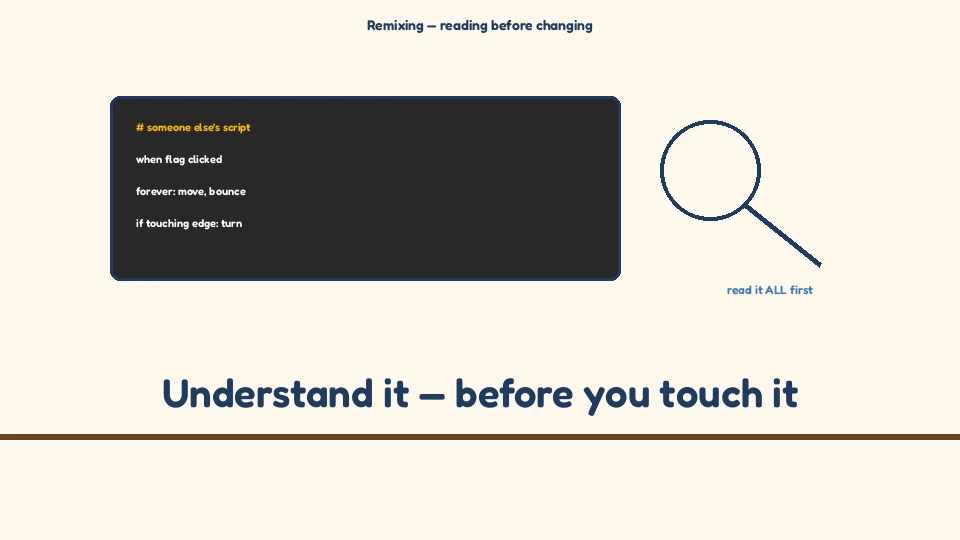 Remixing — reading before changing
# someone else's script
when flag clicked
forever: move, bounce
if touching edge: turn
read it ALL first
Understand it — before you touch it